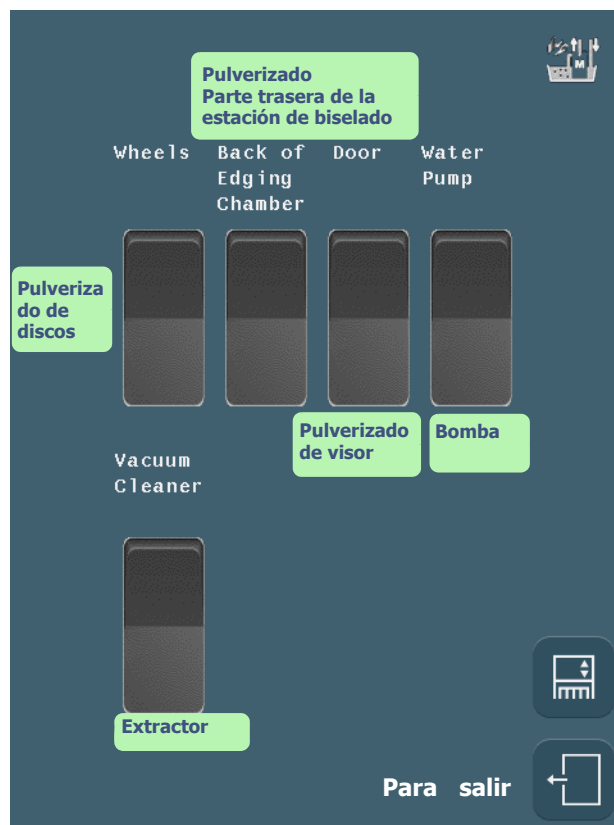 Pulverizado
Parte trasera de la
estación de biselado
Wheels
Back of
Edging
Chamber
Door
Water
Pump
Pulveriza
do de
discos
Pulverizado
de visor
Bomba
Vacuum
Cleaner
Extractor
Para salir
M